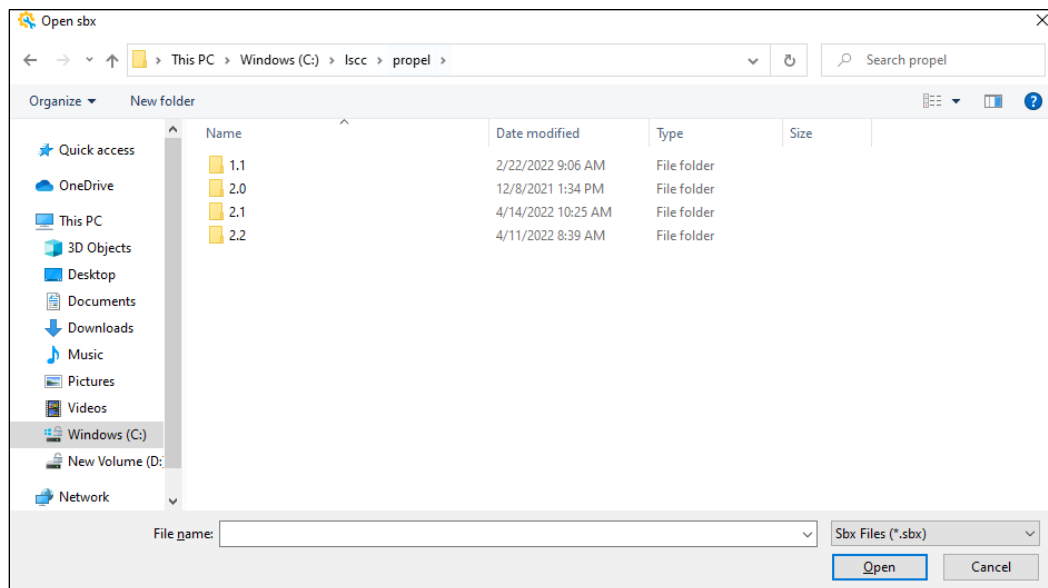 Open sbx
This PC > Windows (C:) > lscc > propel >
Search propel
Organize
New folder
Name Date modified Type Size
Quick access
OneDrive
This PC
3D Objects
Desktop
Documents
Downloads
Music
Pictures
Videos
Windows (C:)
New Volume (D:
Network
1.1 2/22/2022 9:06 AM File folder
2.0 12/8/2021 1:34 PM File folder
2.1 4/14/2022 10:25 AM File folder
2.2 4/11/2022 8:39 AM File folder
File name:
Sbx Files (*.sbx)
Open
Cancel